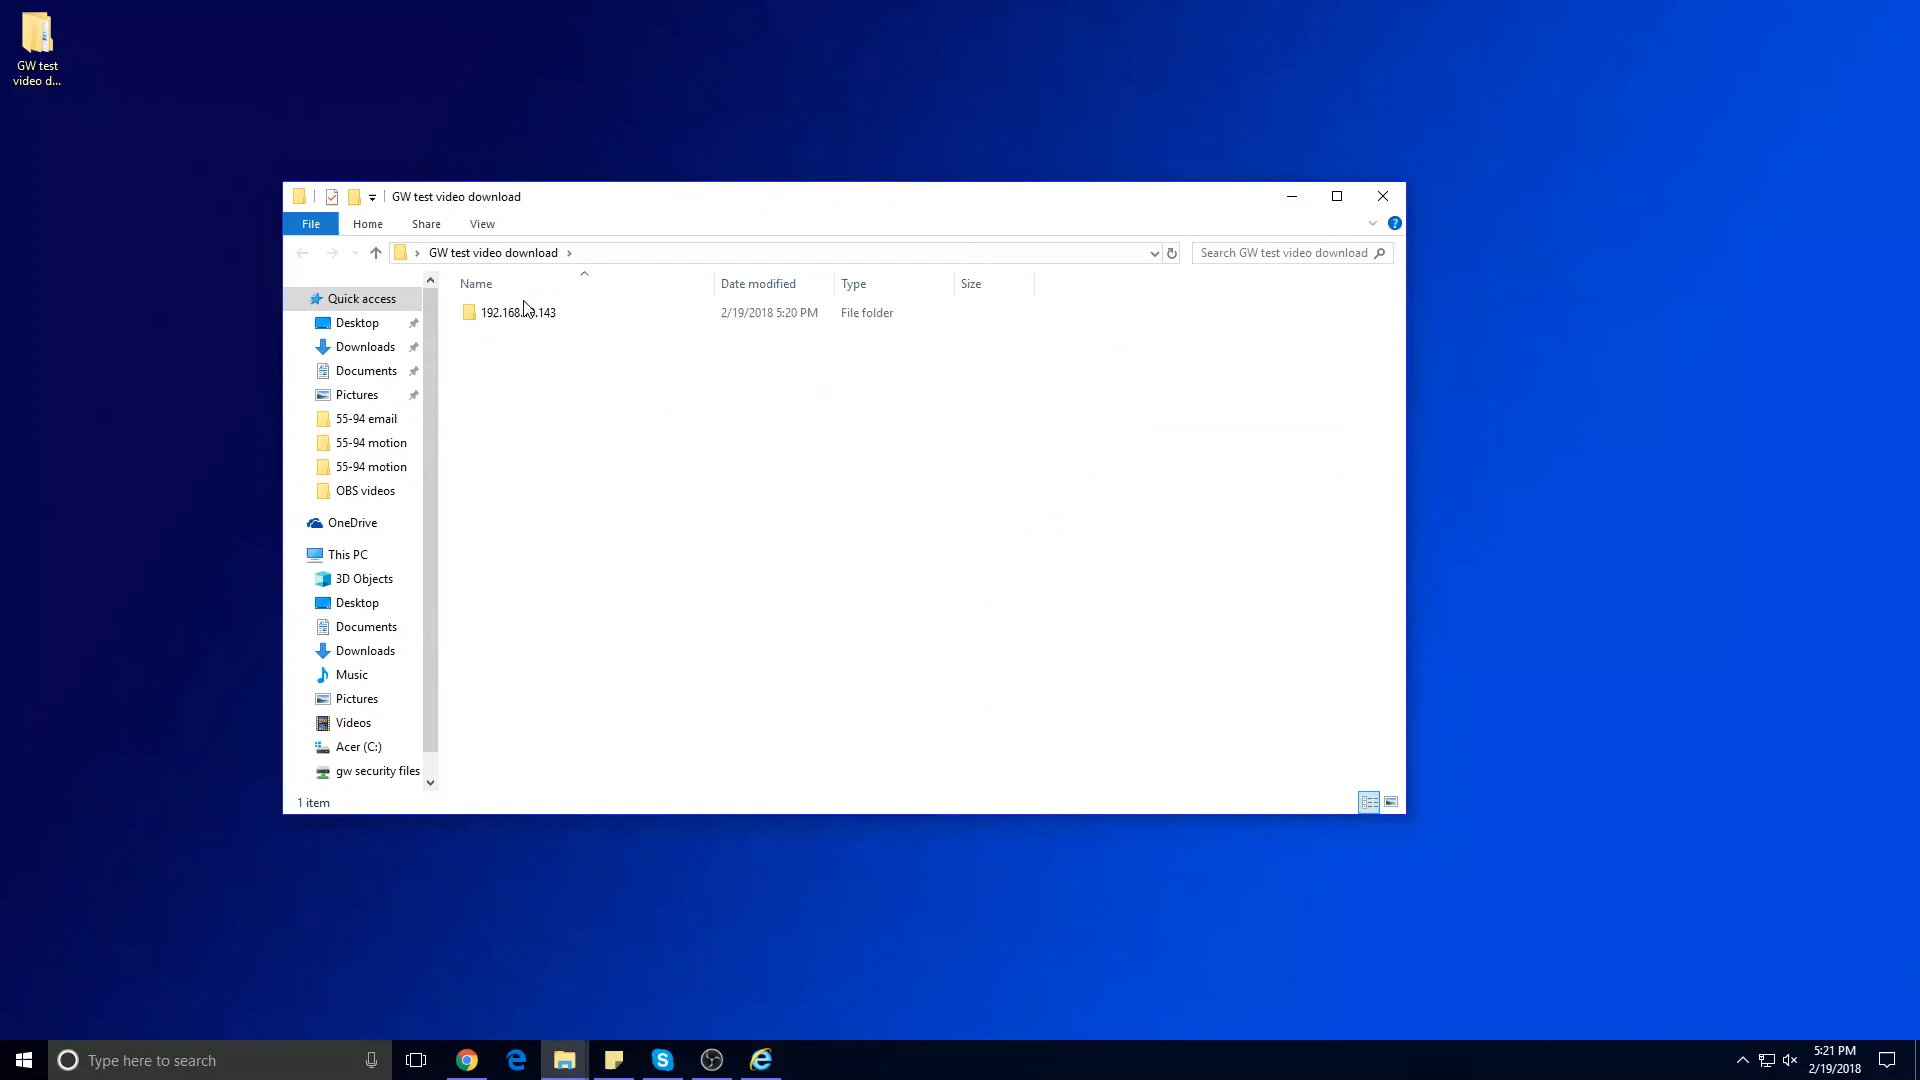 GW test
video d...
GW test video download
File
Home
Share
View
GW test video download
Search GW test video download
Name
Date modified
Type
Size
2/19/2018 5:20 PM
File folder
Quick access
Desktop
Downloads
Documents
Pictures
55-94 email
55-94 motion
55-94 motion
OBS videos
OneDrive
This PC
3D Objects
Desktop
Documents
Downloads
Music
Pictures
Videos
Acer (C:)
gw security files
1 item
Type here to search
5:21 PM
2/19/2018